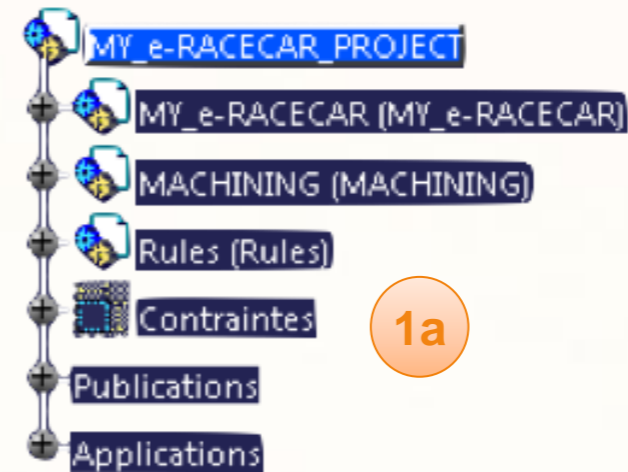 MY_e-RACECAR_PROJECT
MY_e-RACECAR (MY_e-RACECAR)
MACHINING (MACHINING)
Rules (Rules)
Contraintes
1a
Publications
Applications